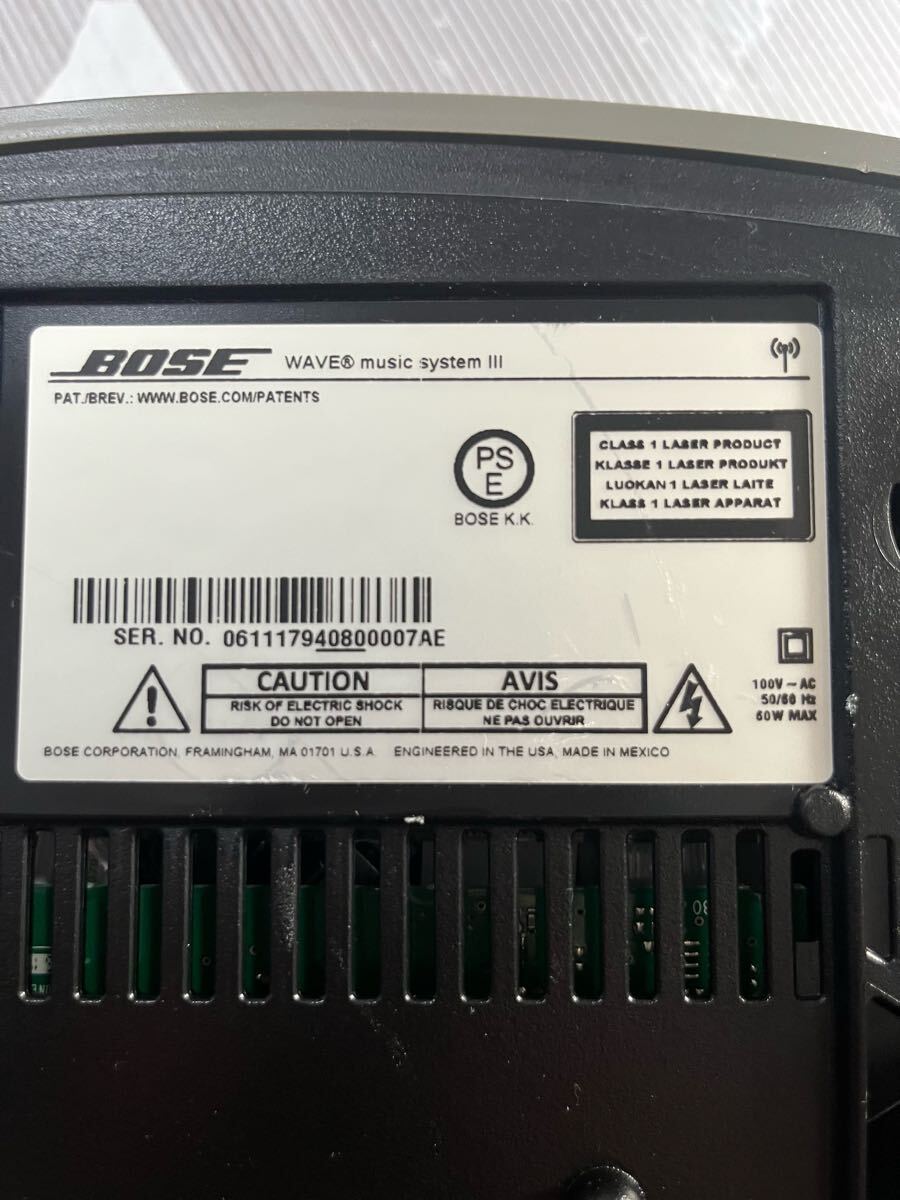 BOSE WAVE® music system III
PAT./BREV.: WWW.BOSE.COM/PATENTS
PS
E
BOSE K.K.
CLASS 1 LASER PRODUCT
KLASSE 1 LASER PRODUKT
LUOKAN 1 LASER LAITE
KLASS 1 LASER APPARAT
SER. NO. 061117940800007AE
CAUTION
RISK OF ELECTRIC SHOCK
DO NOT OPEN
AVIS
RISQUE DE CHOC ELECTRIQUE
NE PAS OUVRIR
100V ~ AC
50/60 Hz
60W MAX
BOSE CORPORATION, FRAMINGHAM, MA 01701 U.S.A. ENGINEERED IN THE USA, MADE IN MEXICO